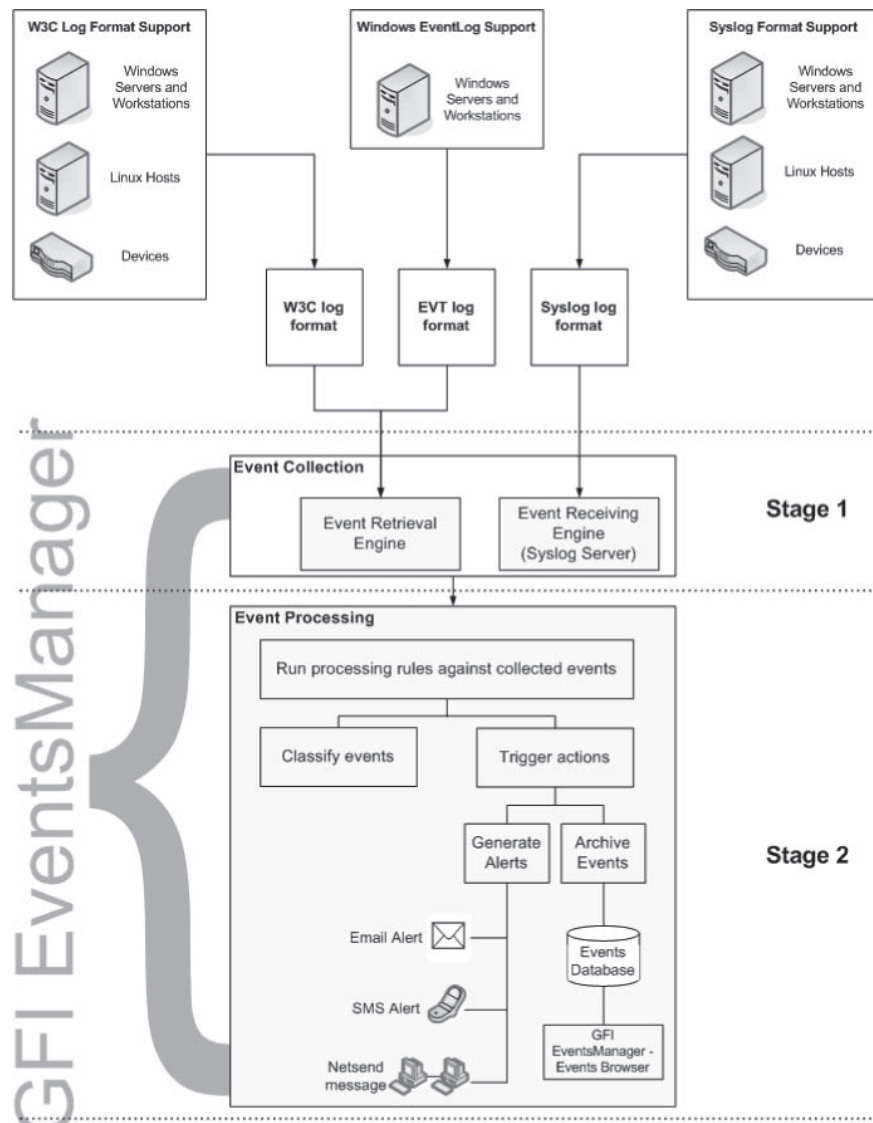 W3C Log Format Support
Windows
Servers and
Workstations
Linux Hosts
Devices
Windows EventLog Support
Windows
Servers and
Workstations
Syslog Format Support
Windows
Servers and
Workstations
Linux Hosts
Devices
W3C log
format
EVT log
format
Syslog log
format
GFI EventsManager
Event Collection
Event Retrieval
Engine
Event Receiving
Engine
(Syslog Server)
Stage 1
Event Processing
Run processing rules against collected events
Classify events
Trigger actions
Generate
Alerts
Archive
Events
Stage 2
Email Alert
SMS Alert
Netsend
message
Events
Database
GFI
EventsManager -
Events Browser